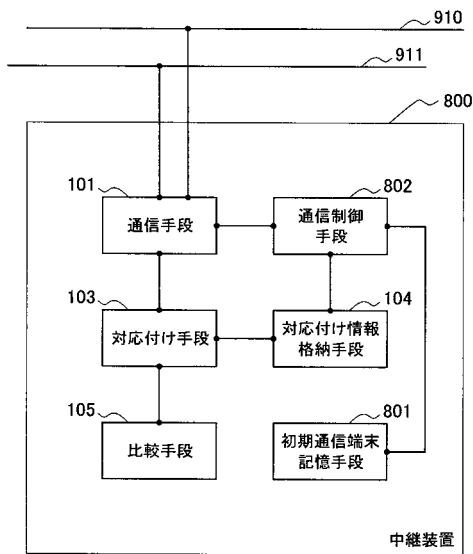 910
911
800
101
通信手段
802
通信制御
手段
103
対応付け手段
104
対応付け情報
格納手段
105
比較手段
801
初期通信端末
記憶手段
中継装置